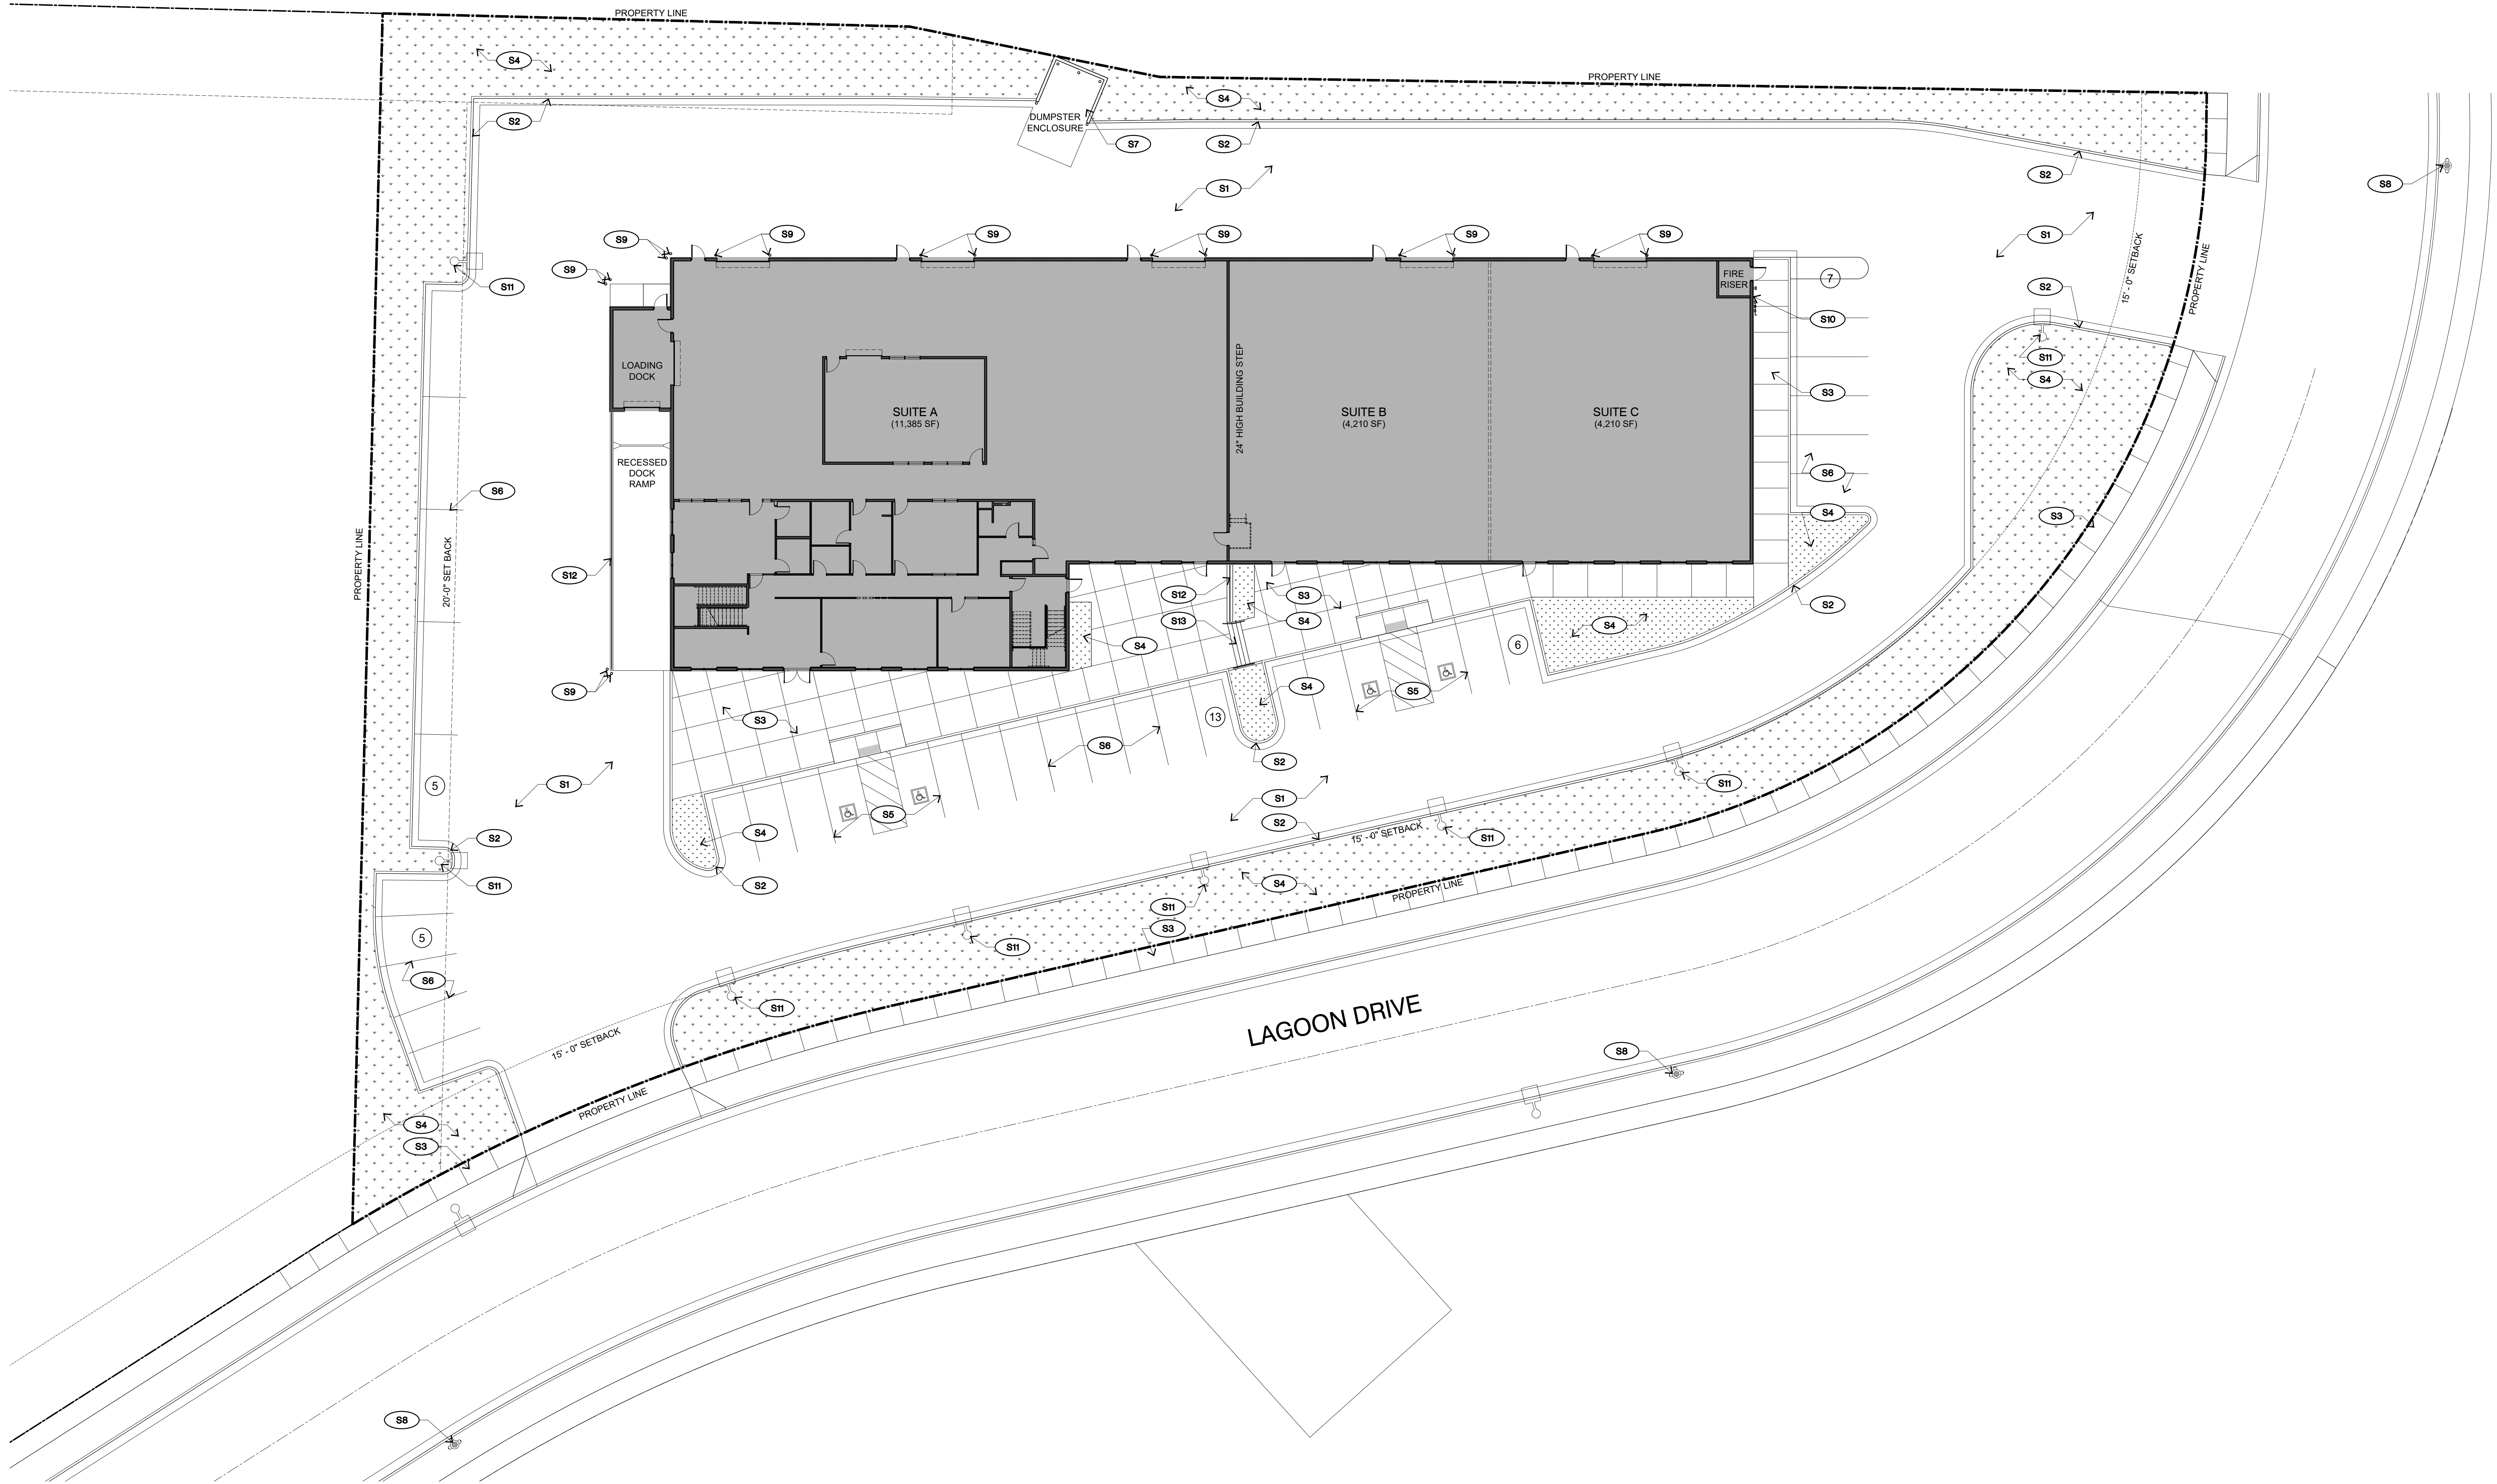 PROPERTY LINE
S4
PROPERTY LINE
S4
S2
DUMPSTER
ENCLOSURE
S7
S2
S2
S8
S1
S1
S9
S9
S9
S9
S9
S9
S9
S11
15' - 0" SETBACK
PROPERTY LINE
FIRE
RISER
7
S2
S10
S11
S4
LOADING
DOCK
24" HIGH BUILDING STEP
S3
SUITE A
(11,385 SF)
SUITE B
(4,210 SF)
SUITE C
(4,210 SF)
RECESSED
DOCK
RAMP
S6
S6
S4
S3
PROPERTY LINE
20'-0" SET BACK
S12
S12
S3
S2
S13
S4
S4
S4
6
S9
S4
S5
13
S3
S6
S2
5
S1
S11
S1
S5
S2
15' - 0" SETBACK
S4
S2
S11
S2
S11
S4
PROPERTY LINE
S11
S3
5
S11
S6
S11
LAGOON DRIVE
15' - 0" SETBACK
S8
PROPERTY LINE
S4
S3
S8